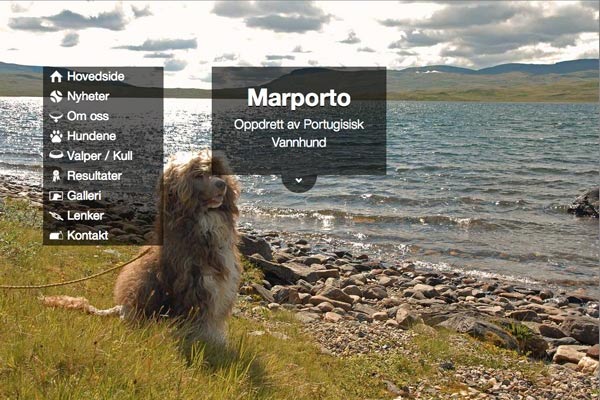 Hovedside
Nyheter
Om oss
Hundene
Valper / Kull
Resultater
Galleri
Lenker
Kontakt
Marporto
Oppdrett av Portugisisk
Vannhund